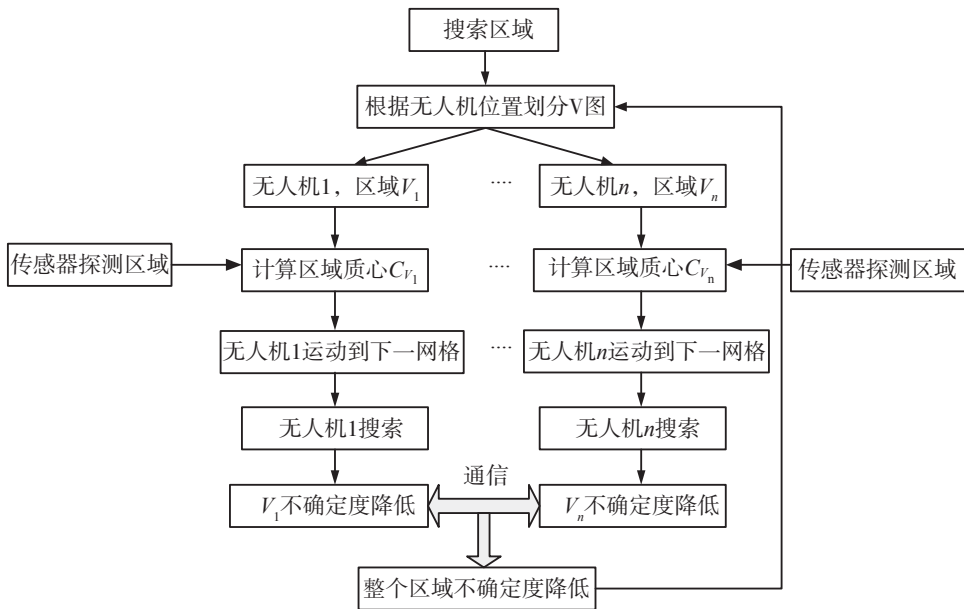 搜索区域
根据无人机位置划分V图
无人机1，区域V₁
....
无人机n，区域Vₙ
传感器探测区域
计算区域质心C_{V₁}
....
计算区域质心C_{Vₙ}
传感器探测区域
无人机1运动到下一网格
....
无人机n运动到下一网格
无人机1搜索
无人机n搜索
通信
V₁不确定度降低
Vₙ不确定度降低
整个区域不确定度降低